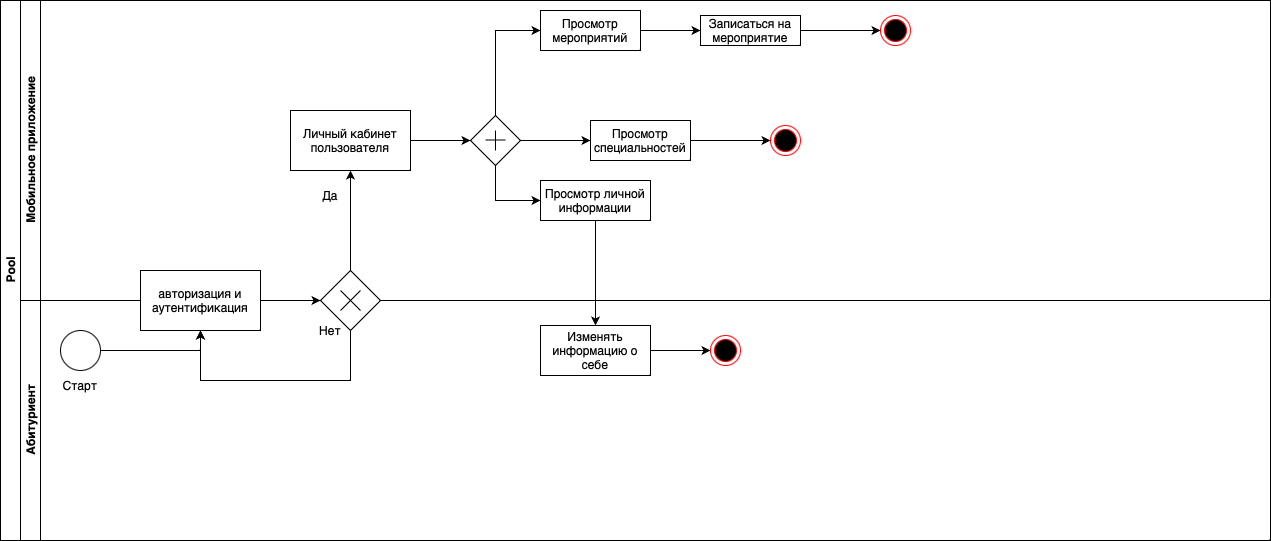 Pool
Мобильное приложение
Абитуриент
Просмотр
мероприятий
Записаться на
мероприятие
Личный кабинет
пользователя
Просмотр
специальностей
Да
Просмотр личной
информации
авторизация и
аутентификация
Нет
Изменять
информацию о
себе
Старт